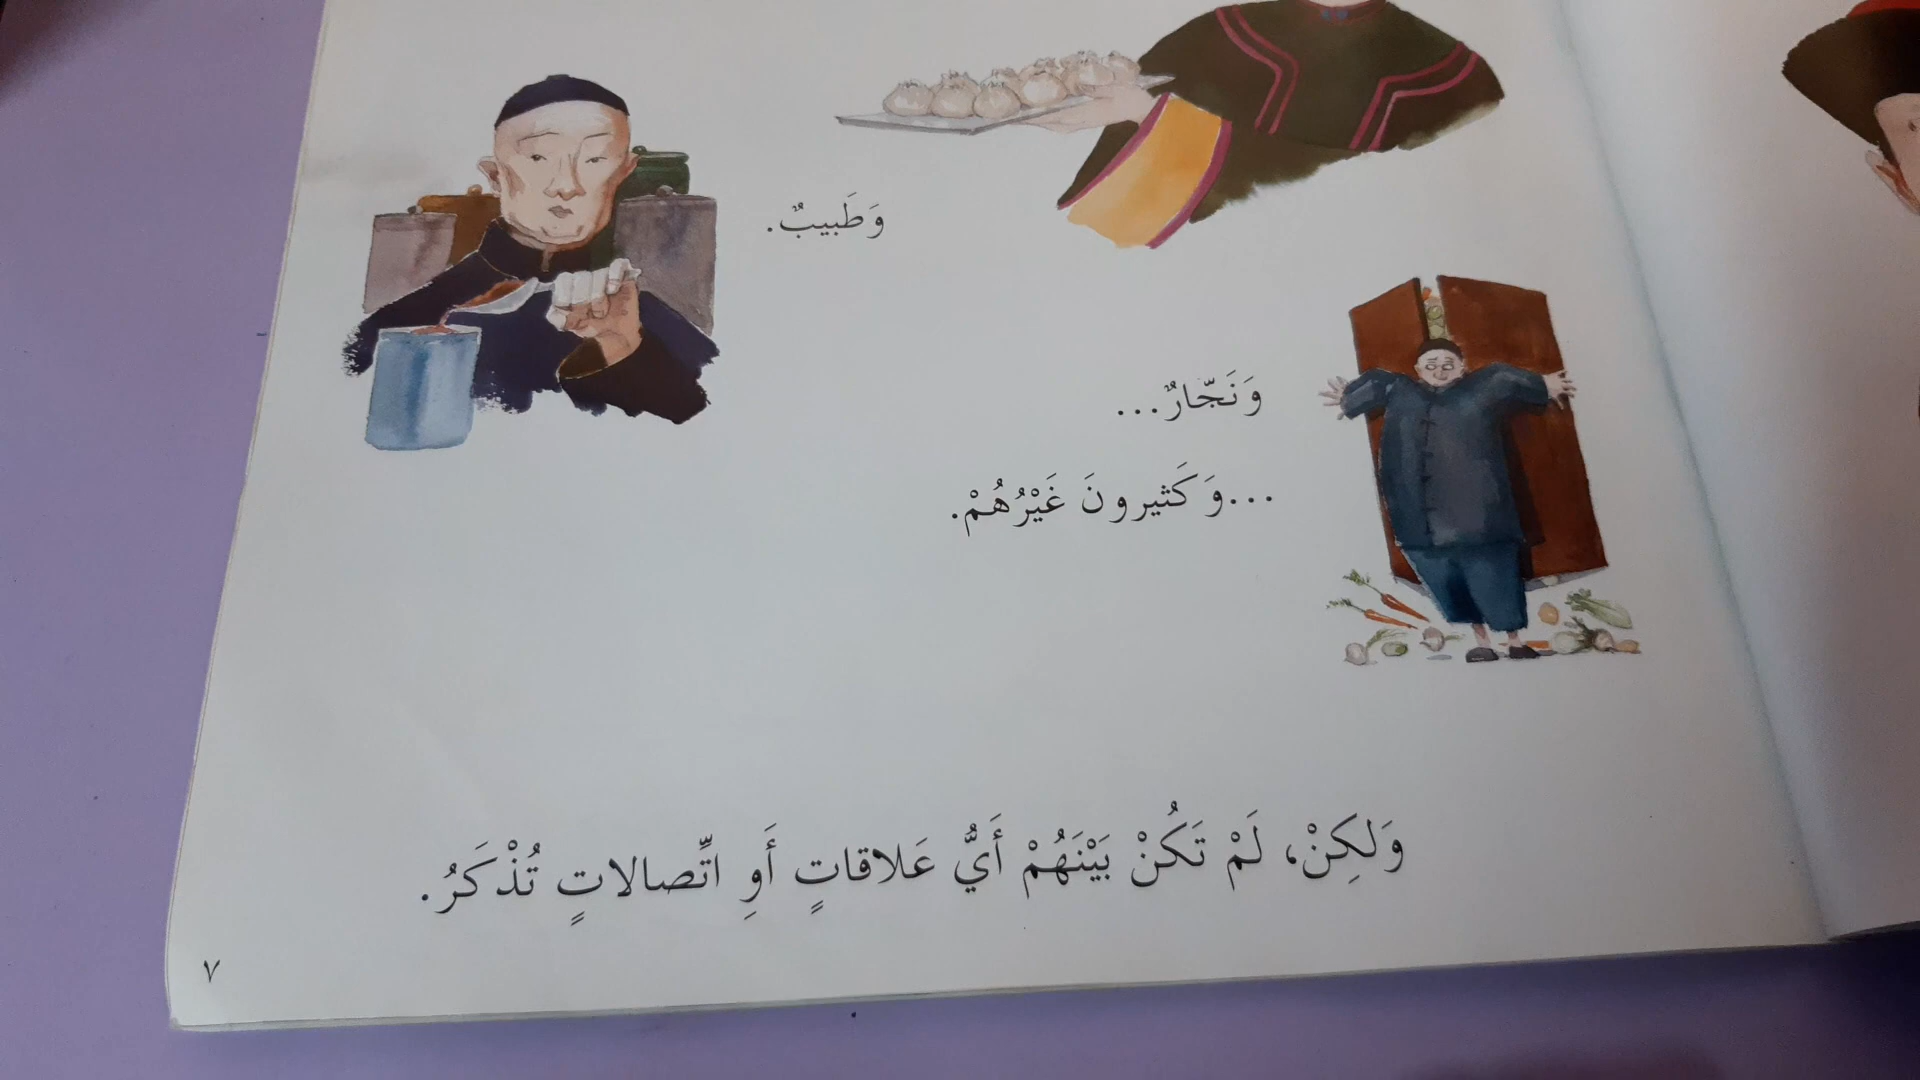 وَطَبيبٌ.
وَنَجّارٌ...
...وَكَثيرونَ غَيْرُهُمْ.
وَلكِنْ، لَمْ تَكُنْ بَيْنَهُمْ أَيُّ عَلاقاتٍ أَوِ اتِّصالاتٍ تُذْكَرُ.
٧